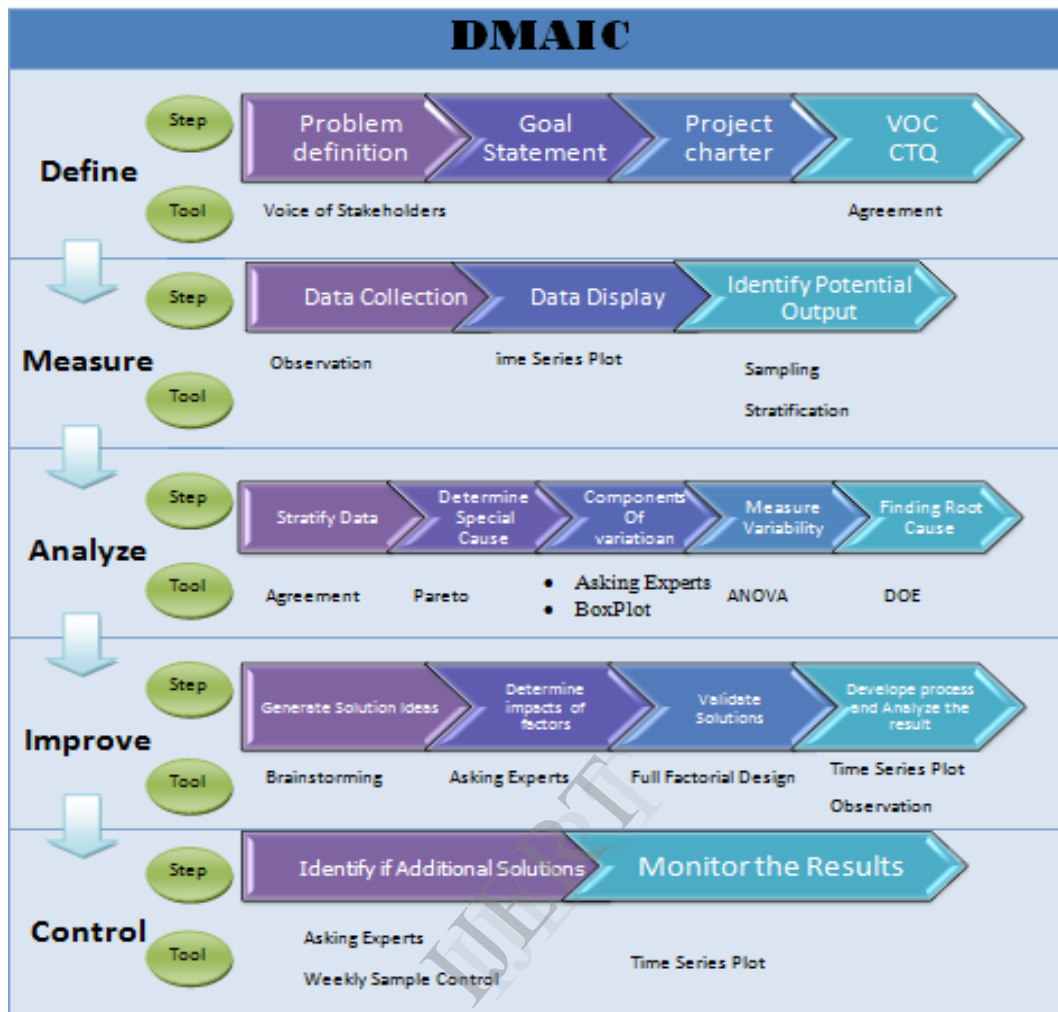 DMAIC
Define
Step
Problem
definition
Goal
Statement
Project
charter
VOC
CTQ
Tool
Voice of Stakeholders
Agreement
Measure
Step
Data Collection
Data Display
Identify Potential
Output
Tool
Observation
ime Series Plot
Sampling
Stratification
Analyze
Step
Stratify Data
Determine
Special
Cause
Components
Of
variatioan
Measure
Variability
Finding Root
Cause
Tool
Agreement
Pareto
• Asking Experts
• BoxPlot
ANOVA
DOE
Improve
Step
Generate Solution Ideas
Determine
impacts of
factors
Validate
Solutions
Develope process
and Analyze the
result
Tool
Brainstorming
Asking Experts
Full Factorial Design
Time Series Plot
Observation
Control
Step
Identify if Additional Solutions
Monitor the Results
Tool
Asking Experts
Weekly Sample Control
Time Series Plot
IJERT